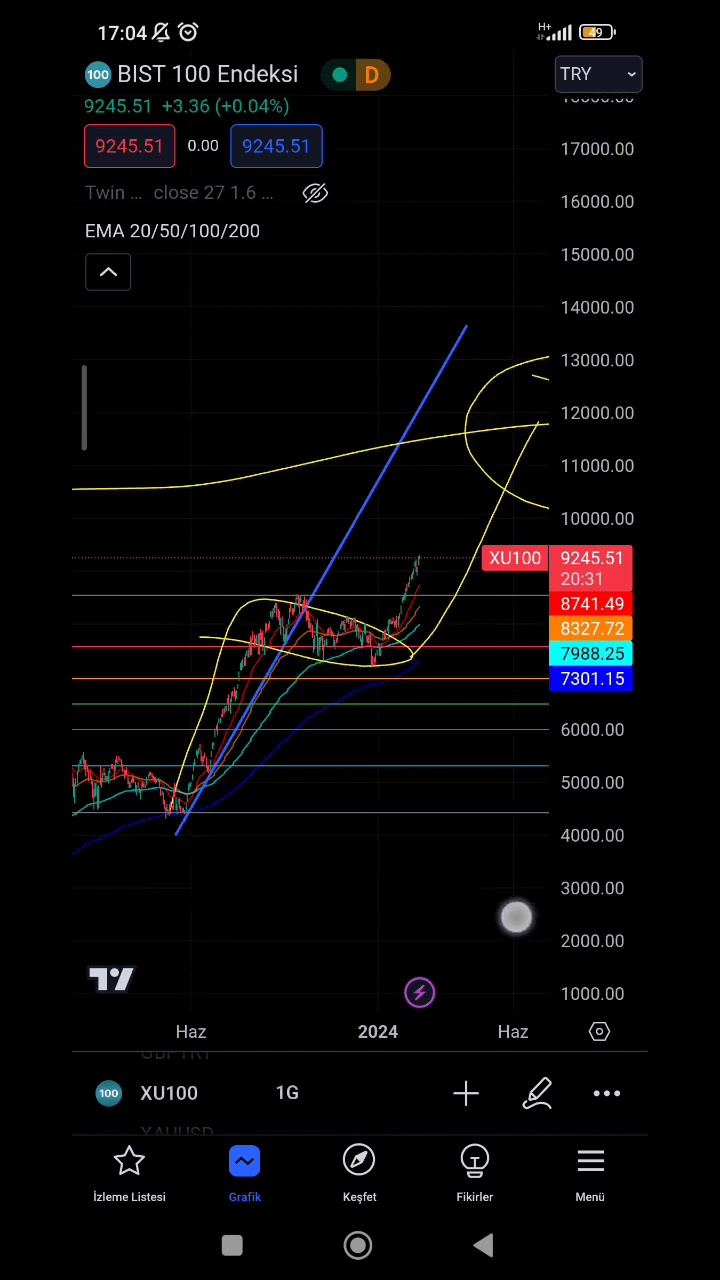 17:04 H+ 49
100 BIST 100 Endeksi D TRY
9245.51 +3.36 (+0.04%)
9245.51 0.00 9245.51
Twin ... close 27 1.6 ...
EMA 20/50/100/200
17000.00
16000.00
15000.00
14000.00
13000.00
12000.00
11000.00
10000.00
XU100 9245.51
20:31
8741.49
8327.72
7988.25
7301.15
6000.00
5000.00
4000.00
3000.00
2000.00
1000.00
Haz 2024 Haz
100 XU100 1G
İzleme Listesi Grafik Keşfet Fikirler Menü